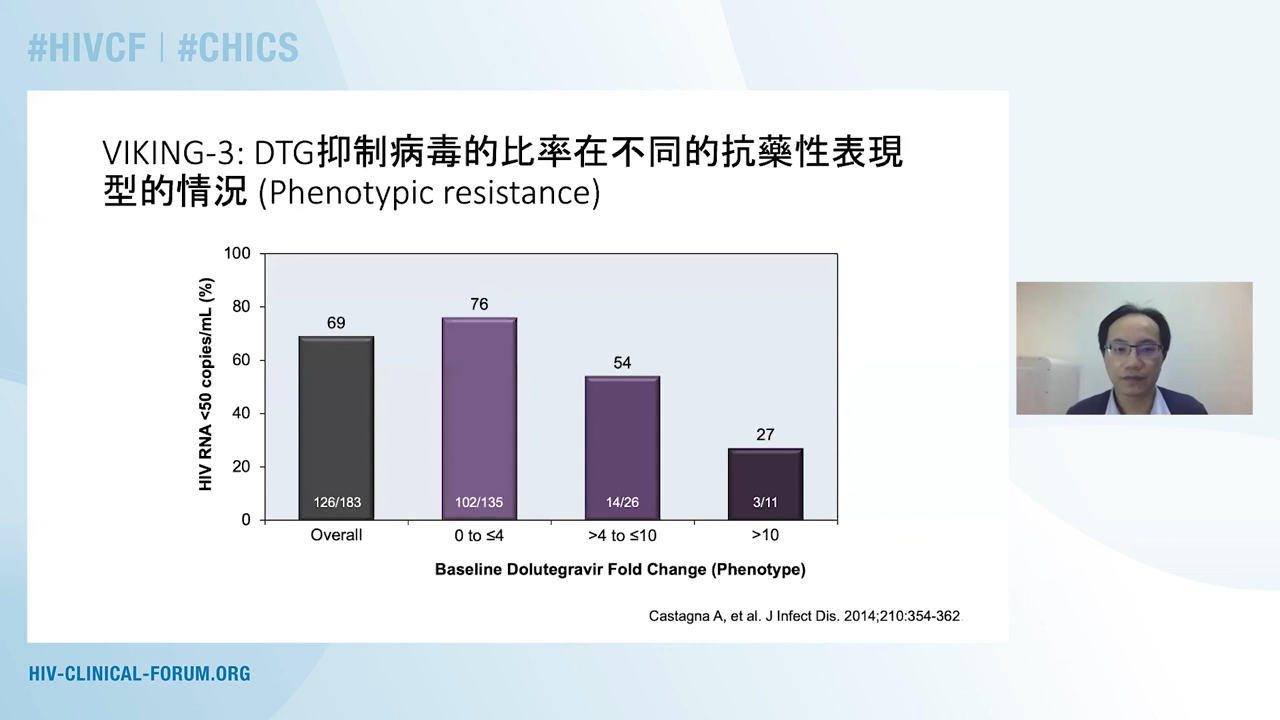 #HIVCF | #CHICS
VIKING-3: DTG抑制病毒的比率在不同的抗藥性表現
型的情況 (Phenotypic resistance)
HIV RNA <50 copies/mL (%)
100
80
60
40
20
0
69
76
54
27
126/183
102/135
14/26
3/11
Overall
0 to ≤4
>4 to ≤10
>10
Baseline Dolutegravir Fold Change (Phenotype)
Castagna A, et al. J Infect Dis. 2014;210:354-362
HIV-CLINICAL-FORUM.ORG